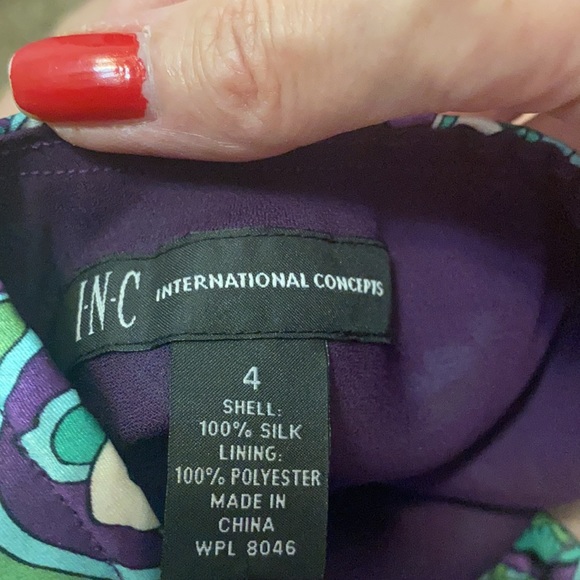 I·N·C INTERNATIONAL CONCEPTS
4
SHELL:
100% SILK
LINING:
100% POLYESTER
MADE IN
CHINA
WPL 8046